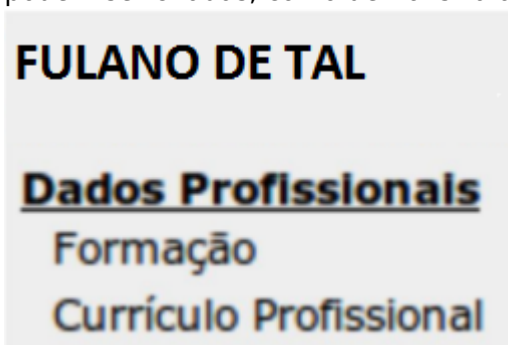 FULANO DE TAL
Dados Profissionais
Formação
Currículo Profissional